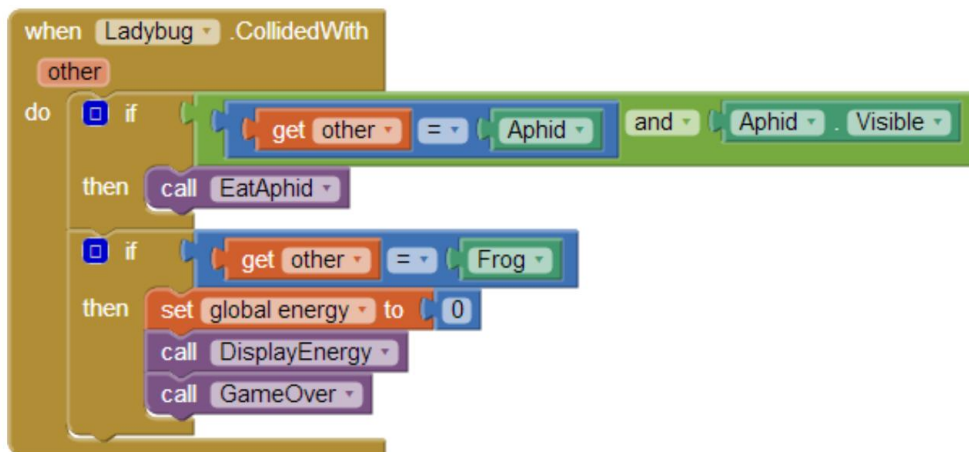 when Ladybug .CollidedWith
other
do if get other = Aphid and Aphid . Visible
then call EatAphid
if get other = Frog
then set global energy to 0
call DisplayEnergy
call GameOver